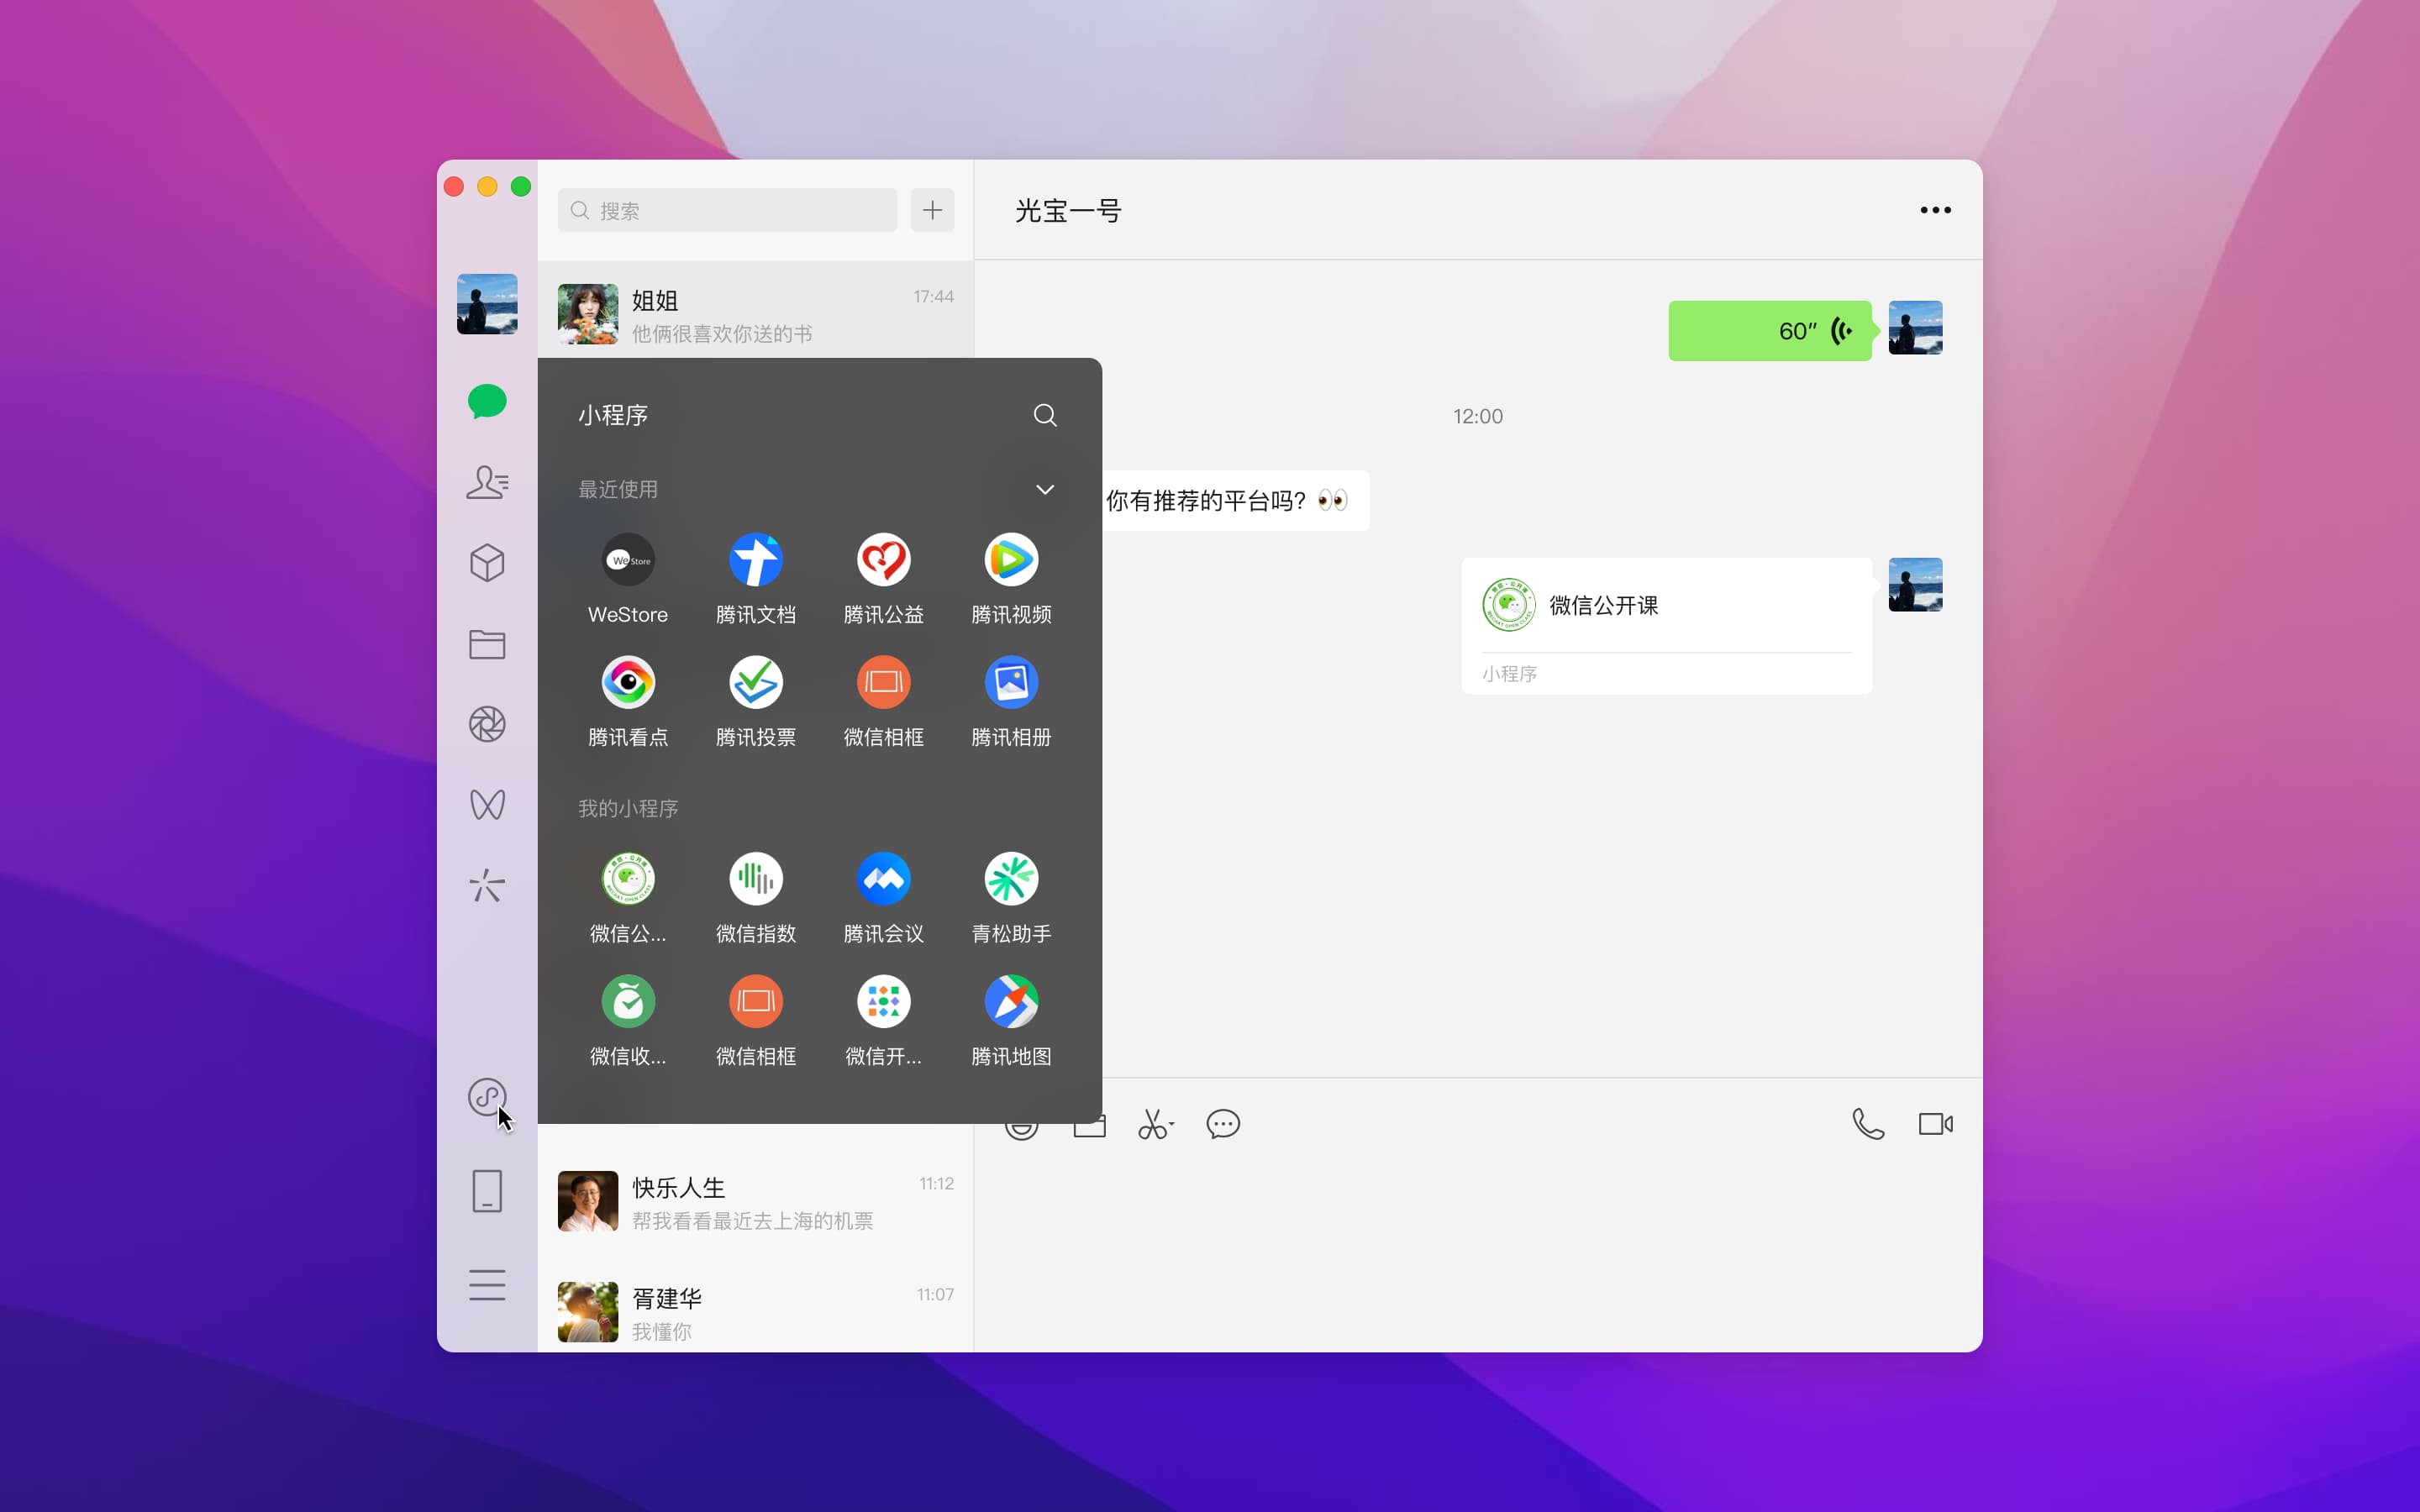 搜索
光宝一号
姐姐
17:44
他俩很喜欢你送的书
60"
小程序
12:00
最近使用
你有推荐的平台吗? 👀
WeStore
WeStore
腾讯文档
腾讯公益
腾讯视频
微信公开课
小程序
腾讯看点
腾讯投票
微信相框
腾讯相册
我的小程序
微信公...
微信指数
腾讯会议
青松助手
微信收...
微信相框
微信开...
腾讯地图
快乐人生
11:12
帮我看看最近去上海的机票
胥建华
11:07
我懂你